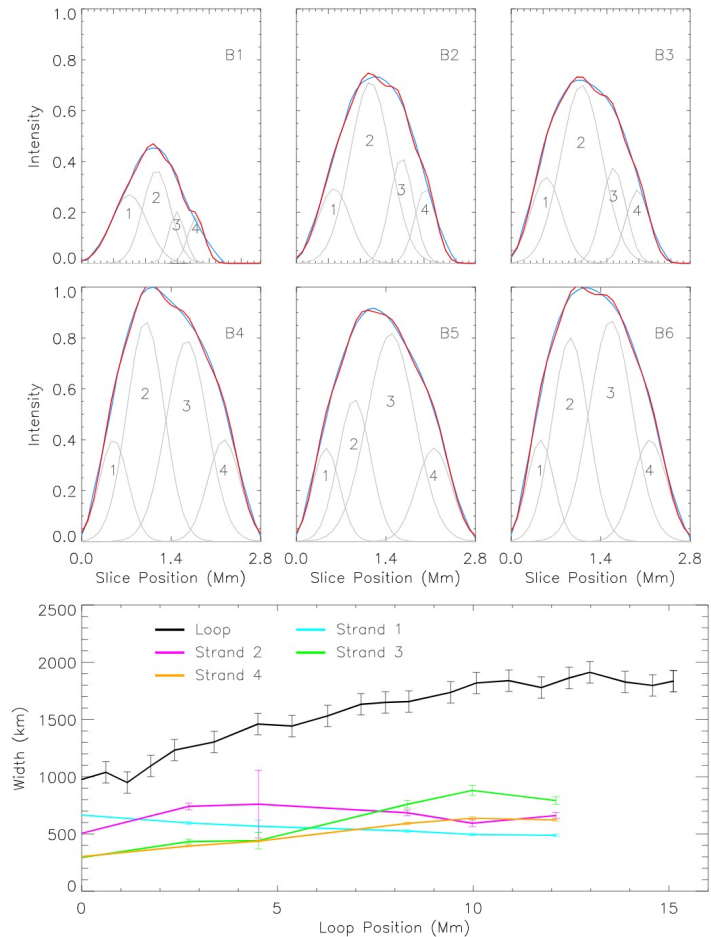 1.0
0.8
0.6
0.4
0.2
0.0
Intensity
B1
1
2
3
4
B2
1
2
3
4
B3
1
2
3
4
1.0
0.8
0.6
0.4
0.2
0.0
Intensity
B4
1
2
3
4
B5
1
2
3
4
B6
1
2
3
4
0.0 1.4 2.8
Slice Position (Mm)
0.0 1.4 2.8
Slice Position (Mm)
0.0 1.4 2.8
Slice Position (Mm)
2500
2000
1500
1000
500
0
Width (km)
Loop
Strand 2
Strand 4
Strand 1
Strand 3
0 5 10 15
Loop Position (Mm)